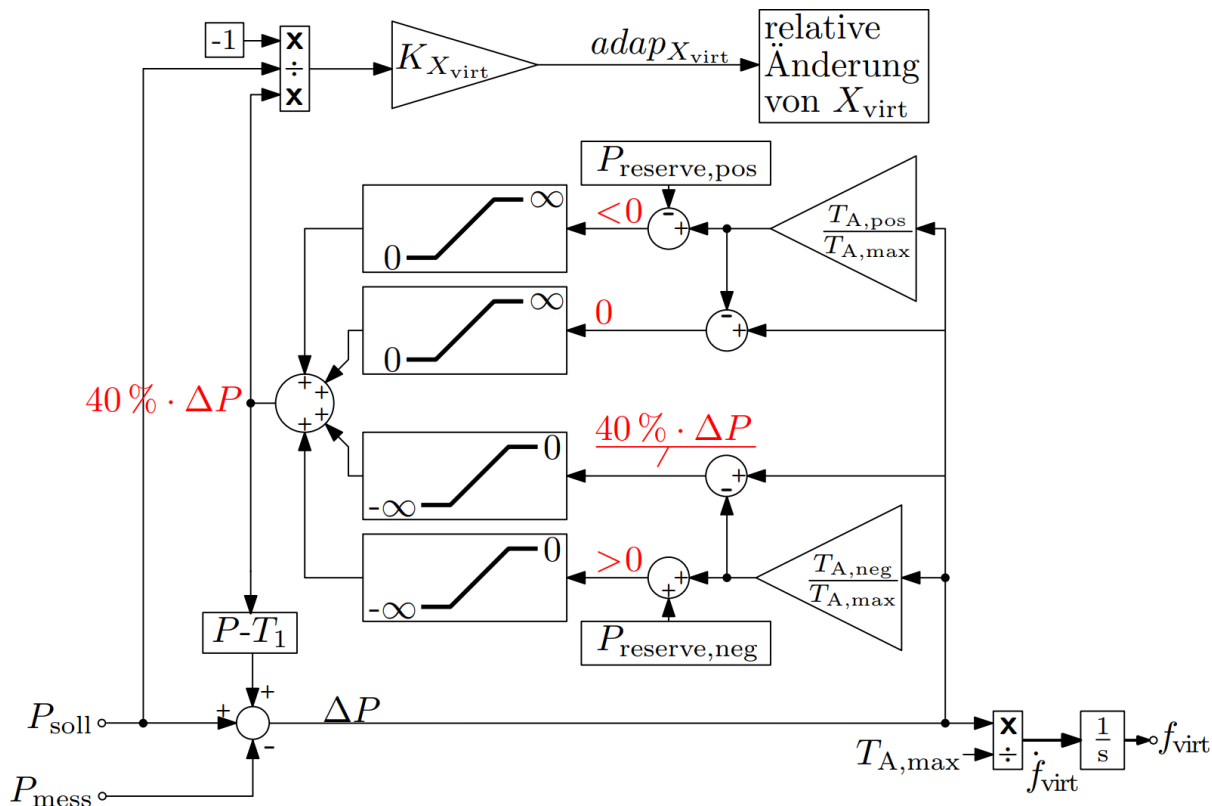 -1
x
÷
x
K_{X_virt}
adap_{X_virt}
relative
Änderung
von X_virt
P_reserve,pos
∞
0
<0
-
+
T_A,pos
T_A,max
∞
0
0
-
+
+
+
+
+
40 % · ΔP
40 % · ΔP
0
-∞
+
-
0
-∞
>0
+
+
T_A,neg
T_A,max
P_reserve,neg
P-T_1
+
P_soll
+
-
ΔP
x
÷
T_A,max
ḟ_virt
1
s
f_virt
P_mess